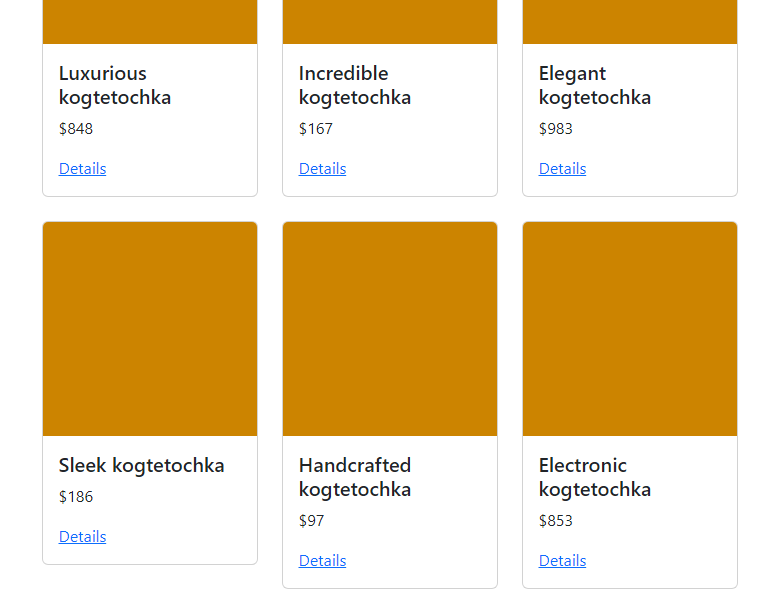 Luxurious
kogtetochka
$848
Details
Incredible
kogtetochka
$167
Details
Elegant
kogtetochka
$983
Details
Sleek kogtetochka
$186
Details
Handcrafted
kogtetochka
$97
Details
Electronic
kogtetochka
$853
Details